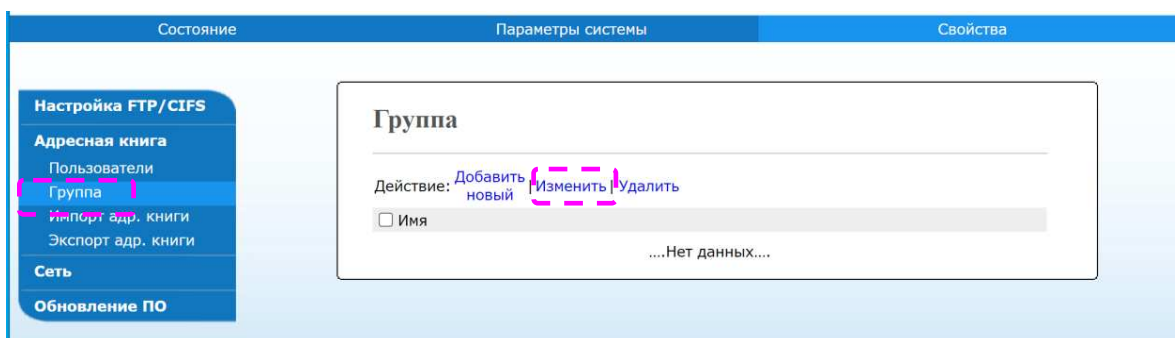 Состояние Параметры системы Свойства
Настройка FTP/CIFS
Адресная книга
Пользователи
Группа
Импорт адр. книги
Экспорт адр. книги
Сеть
Обновление ПО
Группа
Действие: Добавить новый | Изменить | Удалить
Имя
....Нет данных....